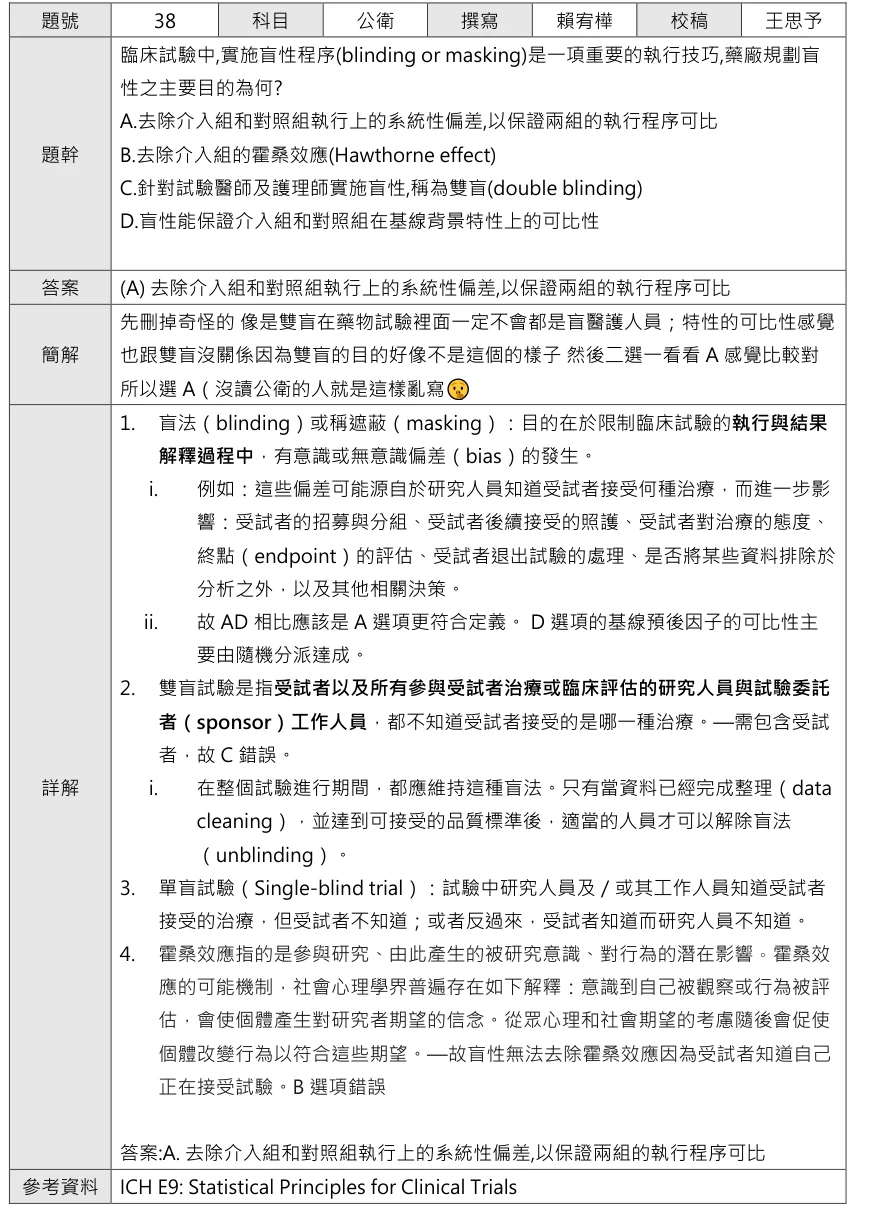 題號 38 科目 公衛 撰寫 賴宥樺 校稿 王思予
題幹
臨床試驗中,實施盲性程序(blinding or masking)是一項重要的執行技巧,藥廠規劃盲
性之主要目的為何?
A.去除介入組和對照組執行上的系統性偏差,以保證兩組的執行程序可比
B.去除介入組的霍桑效應(Hawthorne effect)
C.針對試驗醫師及護理師實施盲性,稱為雙盲(double blinding)
D.盲性能保證介入組和對照組在基線背景特性上的可比性
答案 (A) 去除介入組和對照組執行上的系統性偏差,以保證兩組的執行程序可比
簡解
先刪掉奇怪的 像是雙盲在藥物試驗裡面一定不會都是盲醫護人員；特性的可比性感覺
也跟雙盲沒關係因為雙盲的目的好像不是這個的樣子 然後二選一看看 A 感覺比較對
所以選 A（沒讀公衛的人就是這樣亂寫🤫
詳解
1. 盲法（blinding）或稱遮蔽（masking）：目的在於限制臨床試驗的執行與結果
解釋過程中，有意識或無意識偏差（bias）的發生。
i. 例如：這些偏差可能源自於研究人員知道受試者接受何種治療，而進一步影
響：受試者的招募與分組、受試者後續接受的照護、受試者對治療的態度、
終點（endpoint）的評估、受試者退出試驗的處理、是否將某些資料排除於
分析之外，以及其他相關決策。
ii. 故 AD 相比應該是 A 選項更符合定義。 D 選項的基線預後因子的可比性主
要由隨機分派達成。
2. 雙盲試驗是指受試者以及所有參與受試者治療或臨床評估的研究人員與試驗委託
者（sponsor）工作人員，都不知道受試者接受的是哪一種治療。—需包含受試
者，故 C 錯誤。
i. 在整個試驗進行期間，都應維持這種盲法。只有當資料已經完成整理（data
cleaning），並達到可接受的品質標準後，適當的人員才可以解除盲法
（unblinding）。
3. 單盲試驗（Single-blind trial）：試驗中研究人員及 / 或其工作人員知道受試者
接受的治療，但受試者不知道；或者反過來，受試者知道而研究人員不知道。
4. 霍桑效應指的是參與研究、由此產生的被研究意識、對行為的潛在影響。霍桑效
應的可能機制，社會心理學界普遍存在如下解釋：意識到自己被觀察或行為被評
估，會使個體產生對研究者期望的信念。從眾心理和社會期望的考慮隨後會促使
個體改變行為以符合這些期望。—故盲性無法去除霍桑效應因為受試者知道自己
正在接受試驗。B 選項錯誤
答案:A. 去除介入組和對照組執行上的系統性偏差,以保證兩組的執行程序可比
參考資料 ICH E9: Statistical Principles for Clinical Trials